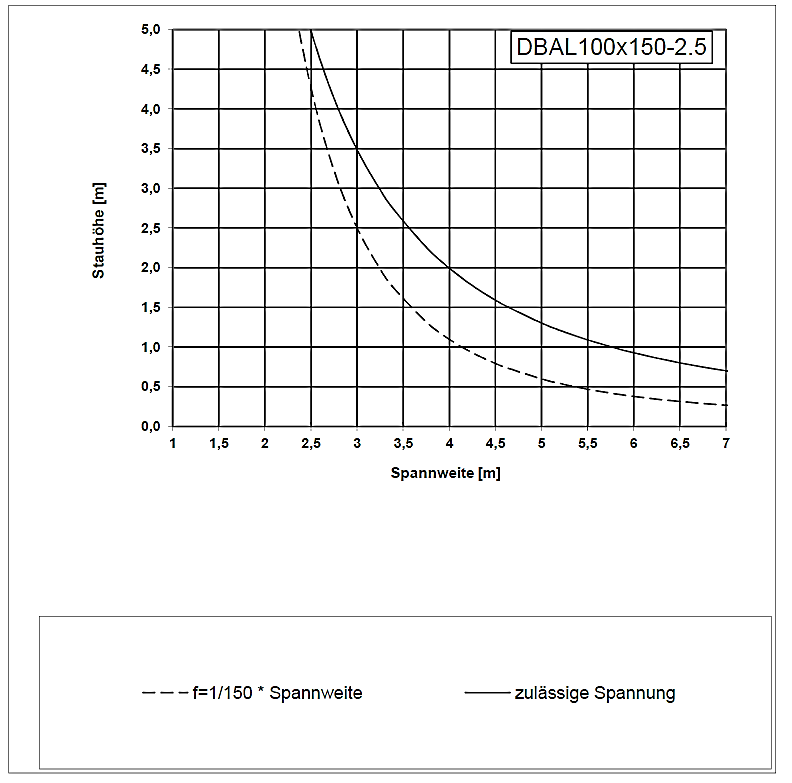 DBAL100x150-2.5
5,0
4,5
4,0
3,5
3,0
2,5
2,0
1,5
1,0
0,5
0,0
Stauhöhe [m]
1 1,5 2 2,5 3 3,5 4 4,5 5 5,5 6 6,5 7
Spannweite [m]
f=1/150 * Spannweite
zulässige Spannung